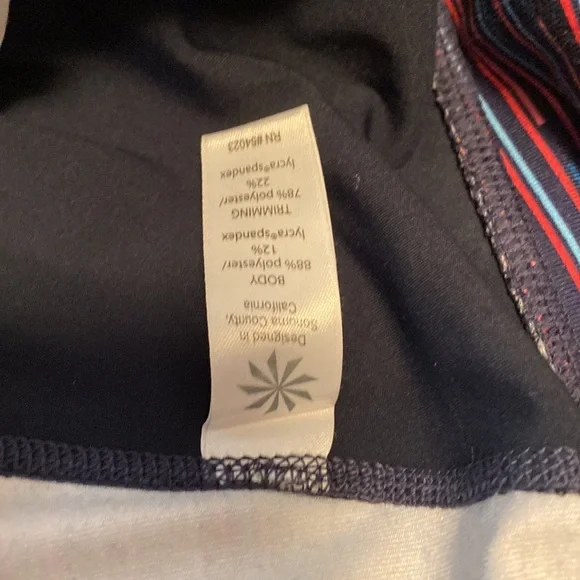 Designed in
Sonoma County,
California
BODY
88% polyester/
12%
lycra®spandex
TRIMMING
78% polyester/
22%
lycra®spandex
RN #54023